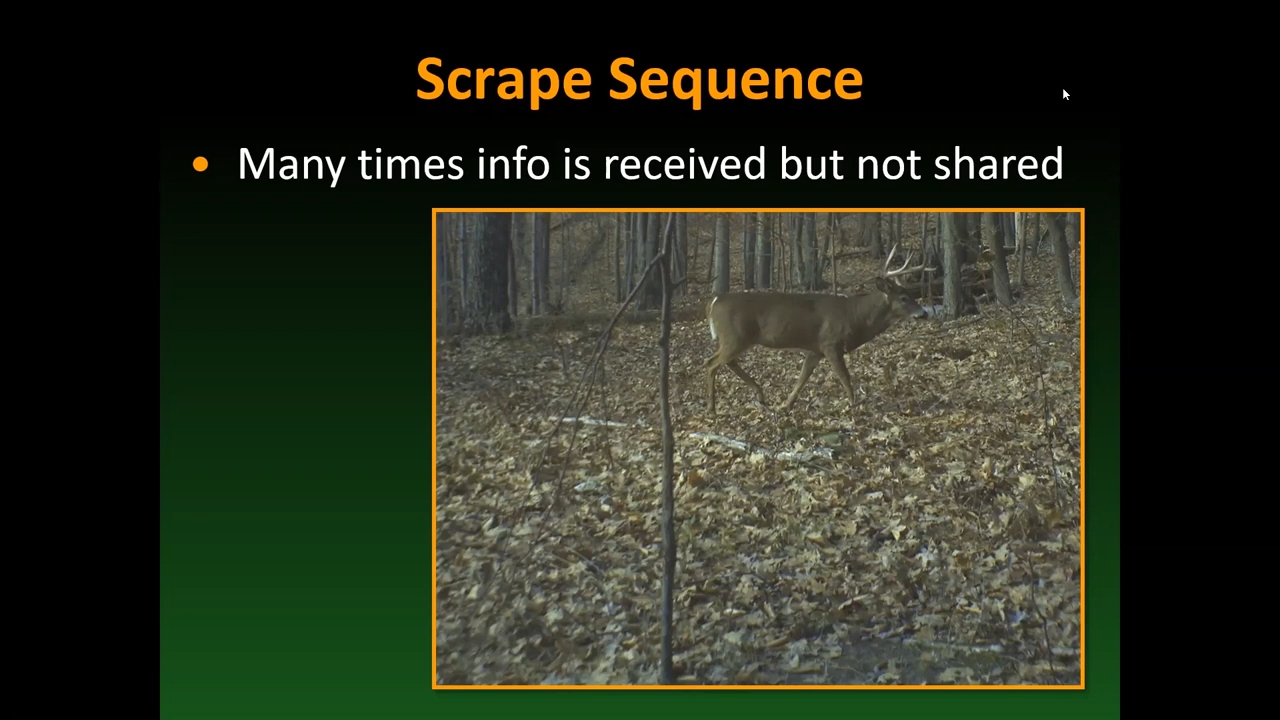 Scrape Sequence
• Many times info is received but not shared